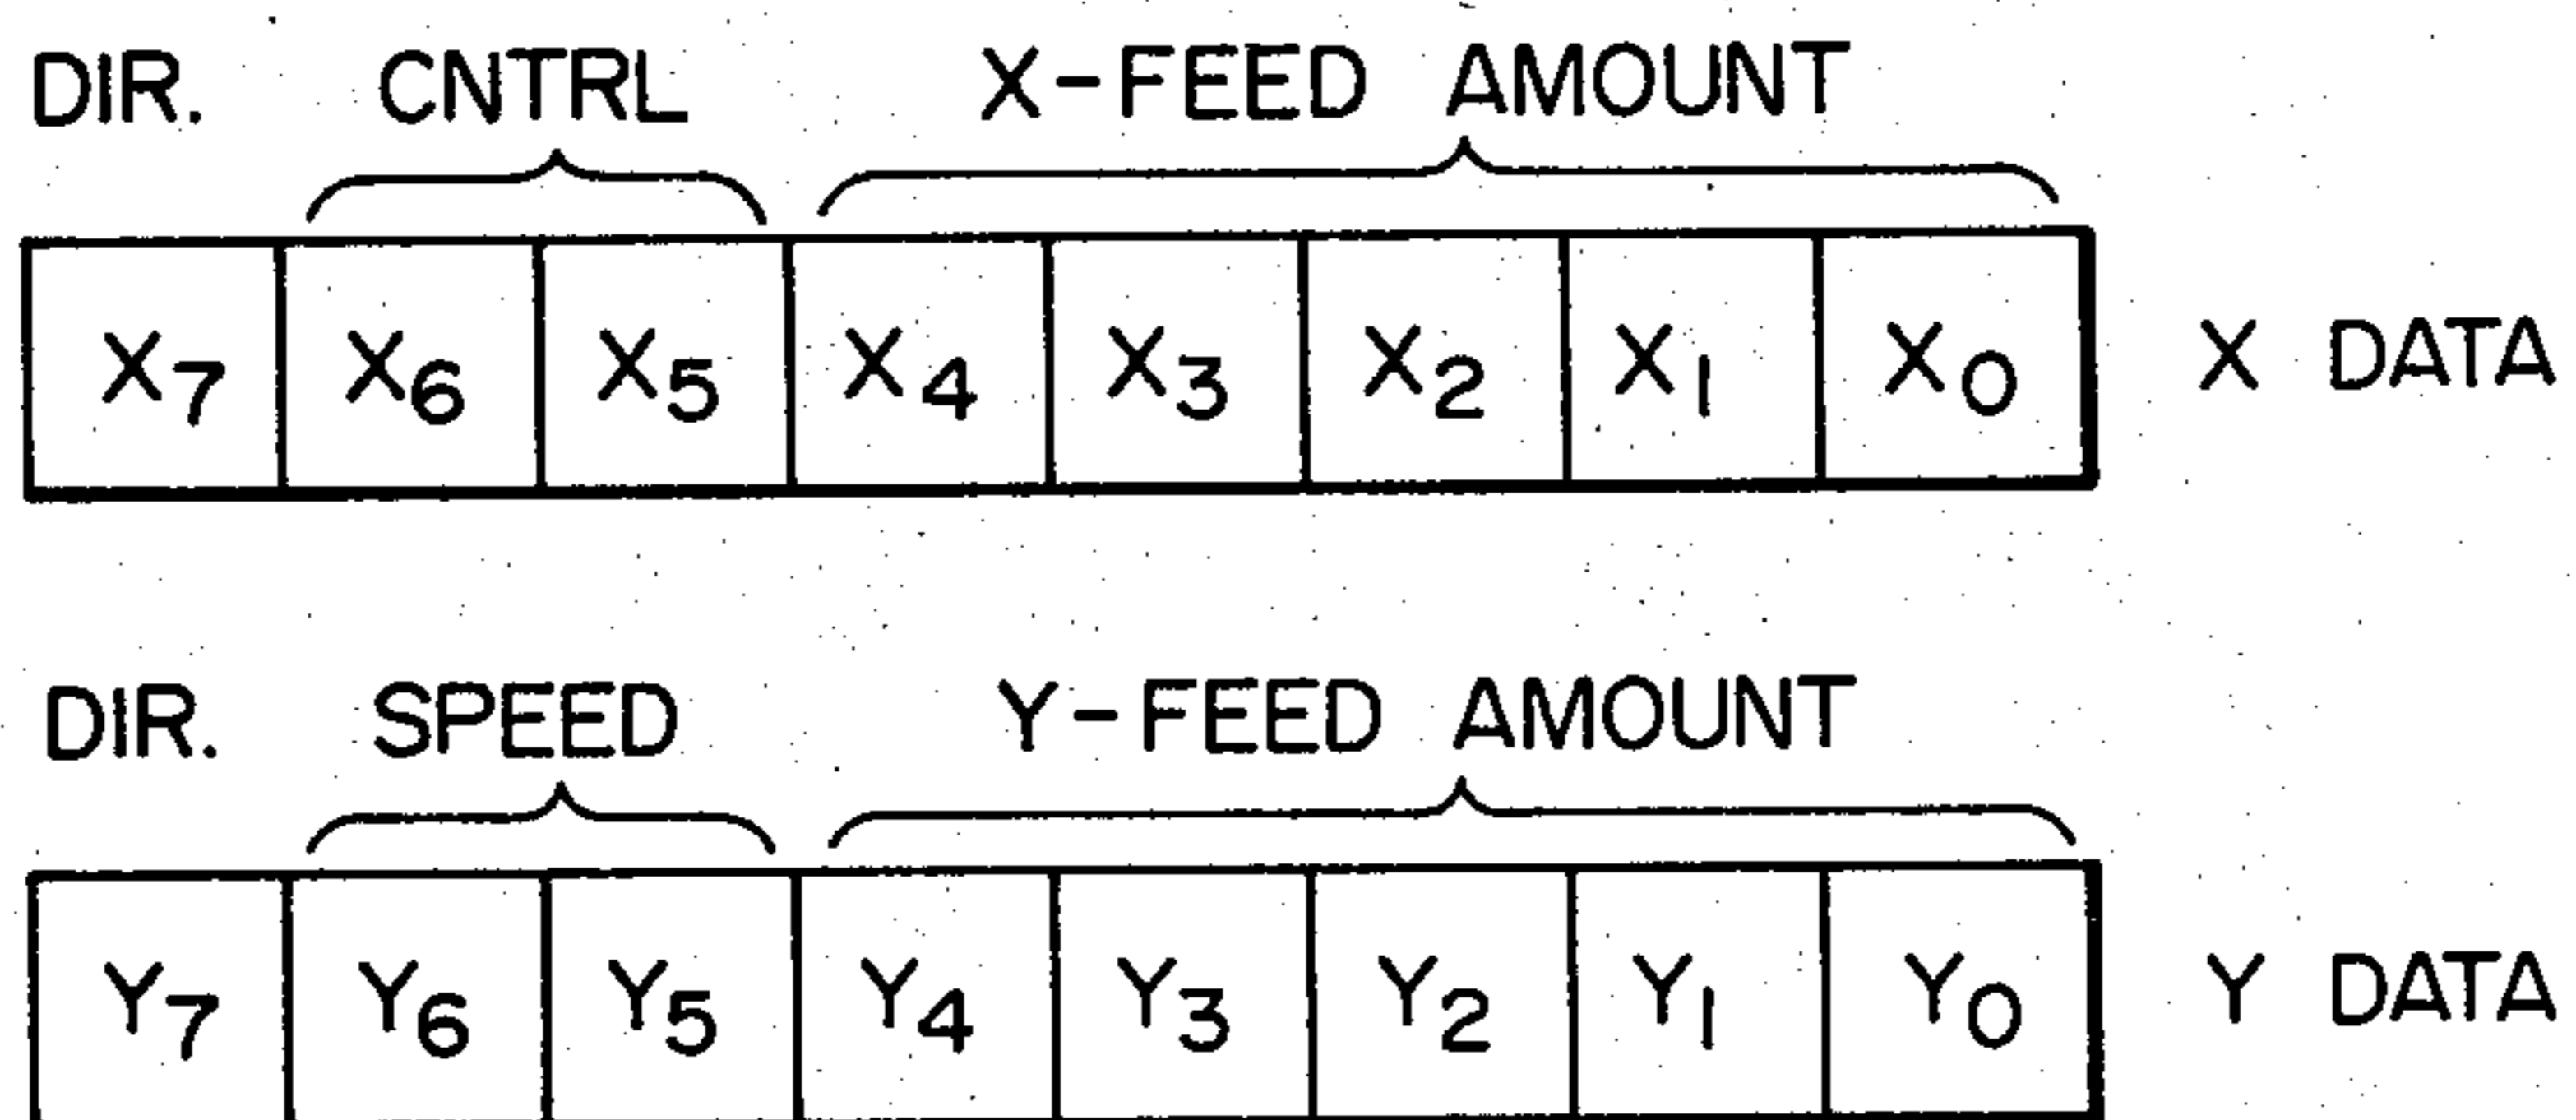 DIR. CNTRL X-FEED AMOUNT
X7 X6 X5 X4 X3 X2 X1 X0 X DATA
DIR. SPEED Y-FEED AMOUNT
Y7 Y6 Y5 Y4 Y3 Y2 Y1 Y0 Y DATA